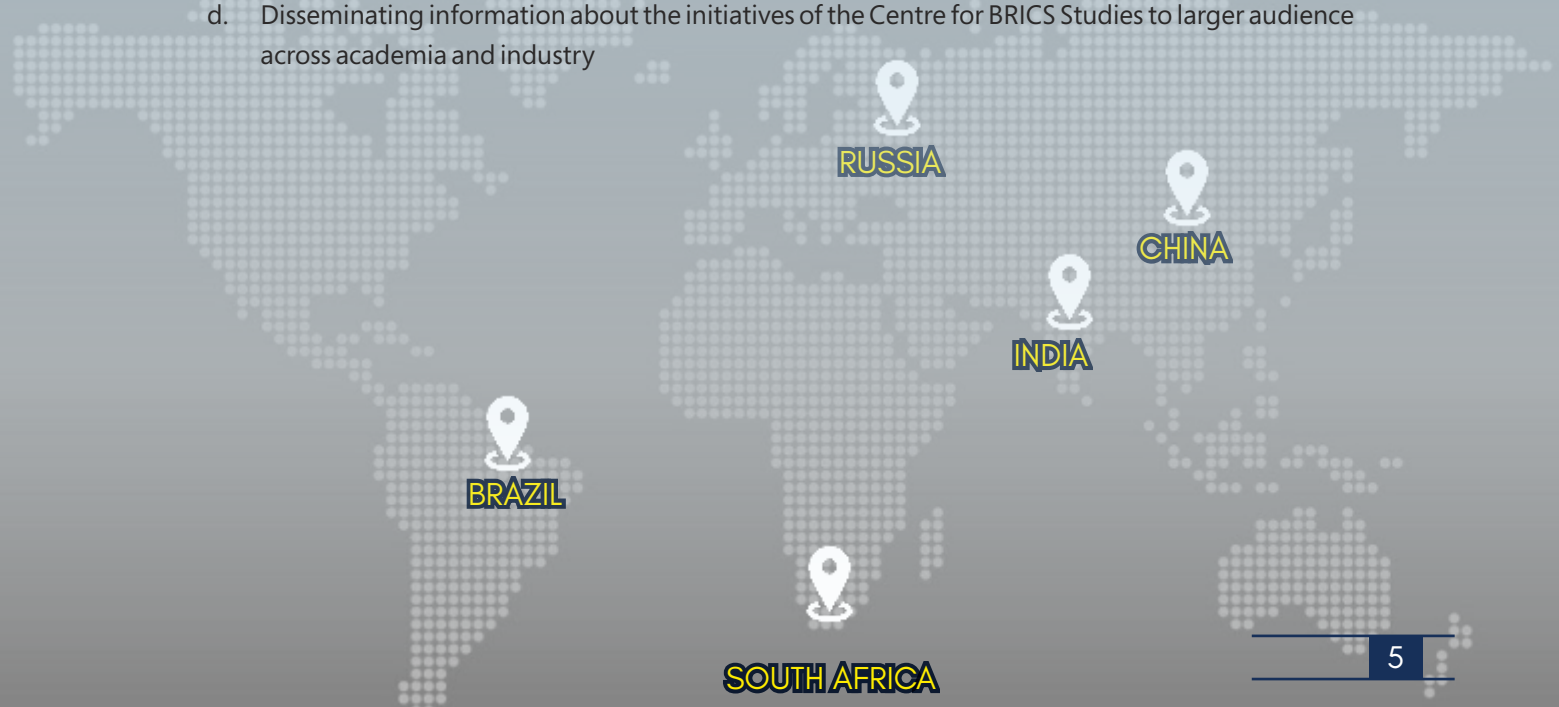 d. Disseminating information about the initiatives of the Centre for BRICS Studies to larger audience
across academia and industry
RUSSIA
CHINA
INDIA
BRAZIL
SOUTH AFRICA
5